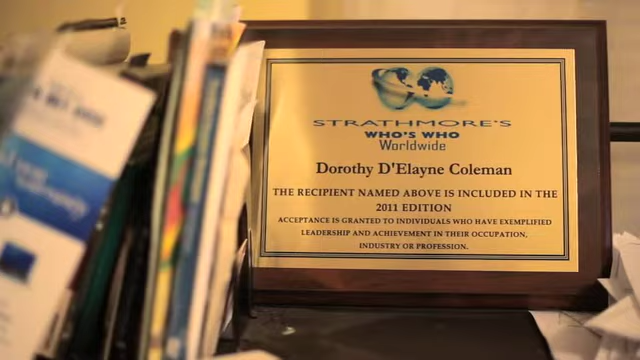 STRATHMORE'S
WHO'S WHO
Worldwide
Dorothy D'Elayne Coleman
THE RECIPIENT NAMED ABOVE IS INCLUDED IN THE
2011 EDITION
ACCEPTANCE IS GRANTED TO INDIVIDUALS WHO HAVE EXEMPLIFIED
LEADERSHIP AND ACHIEVEMENT IN THEIR OCCUPATION,
INDUSTRY OR PROFESSION.